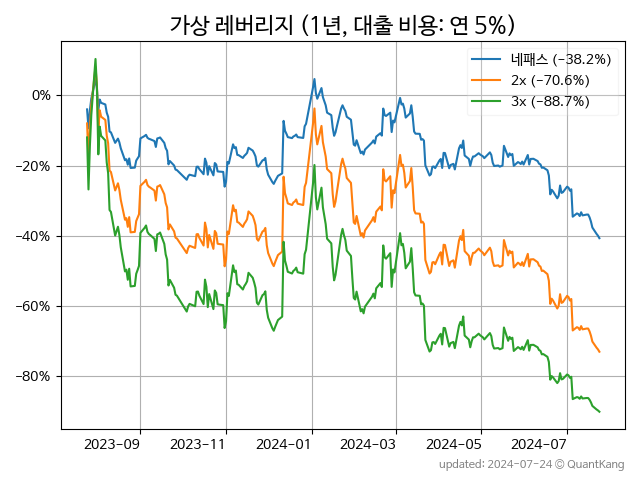 가상 레버리지 (1년, 대출 비용: 연 5%)
네패스 (−38.2%)
2x (−70.6%)
3x (−88.7%)
0%
−20%
−40%
−60%
−80%
2023-09 2023-11 2024-01 2024-03 2024-05 2024-07
updated: 2024-07-24 © QuantKang